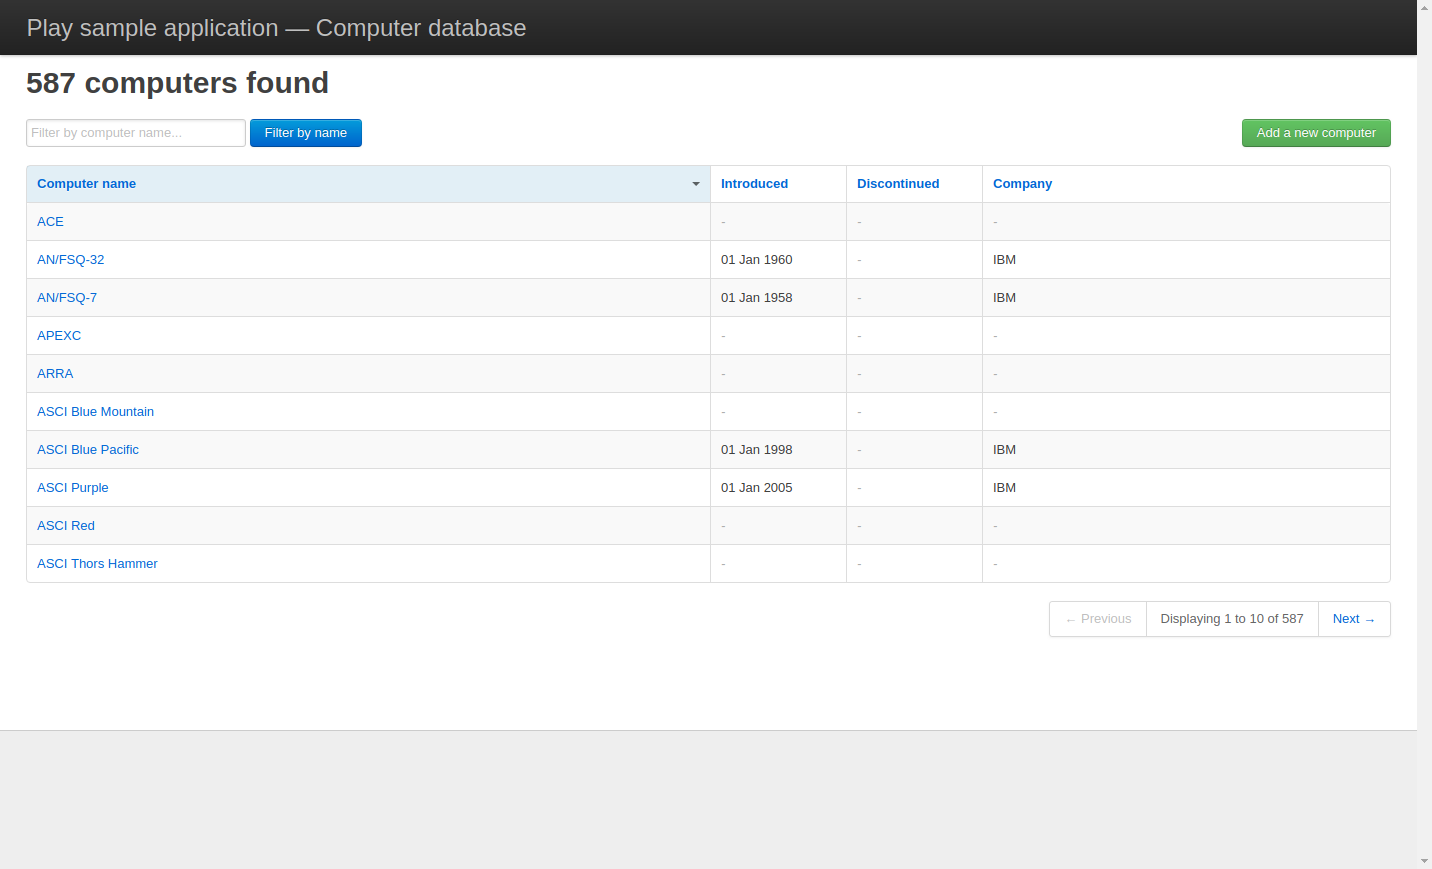 Play sample application — Computer database
587 computers found
Filter by computer name... Filter by name Add a new computer
Computer name Introduced Discontinued Company
ACE - - -
AN/FSQ-32 01 Jan 1960 - IBM
AN/FSQ-7 01 Jan 1958 - IBM
APEXC - - -
ARRA - - -
ASCI Blue Mountain - - -
ASCI Blue Pacific 01 Jan 1998 - IBM
ASCI Purple 01 Jan 2005 - IBM
ASCI Red - - -
ASCI Thors Hammer - - -
← Previous Displaying 1 to 10 of 587 Next →